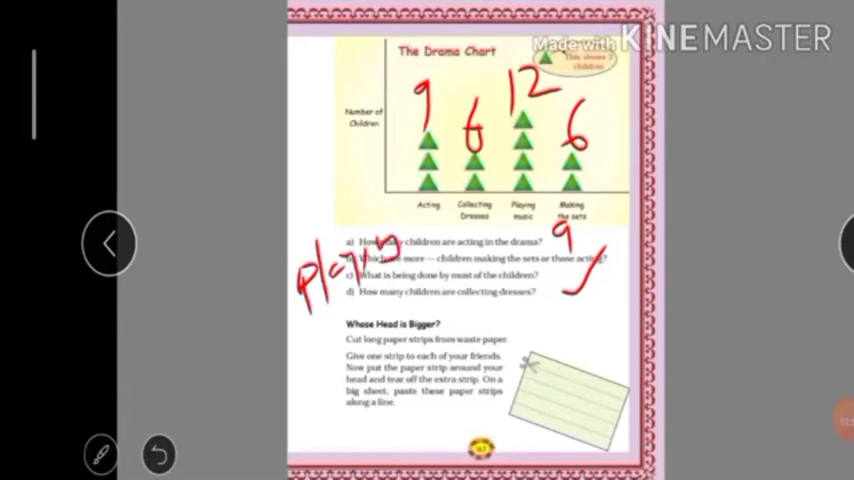 Made with KINEMASTER
The Drama Chart
This shows 3
children
9
6
12
6
Number of
Children
Acting
Collecting
Dresses
Playing
music
Making
the sets
9
a) How many children are acting in the drama?
b) Which are more — children making the sets or those acting?
c) What is being done by most of the children?
d) How many children are collecting dresses?
Whose Head is Bigger?
Cut long paper strips from waste paper.
Give one strip to each of your friends.
Now put the paper strip around your
head and tear off the extra strip. On a
big sheet, paste these paper strips
along a line.